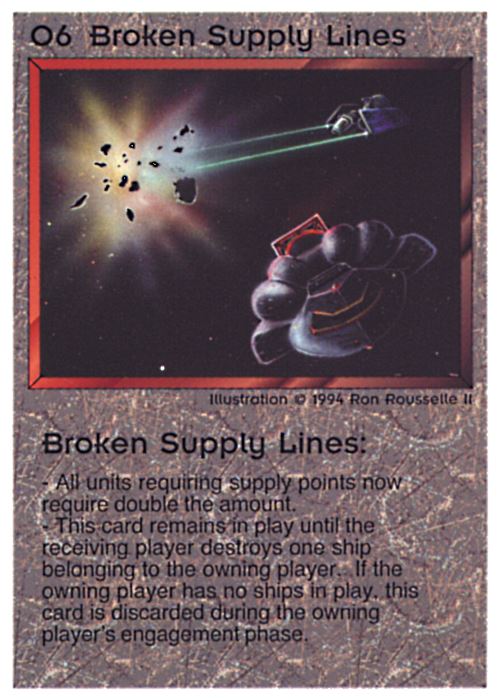 06 Broken Supply Lines
Illustration © 1994 Ron Rousselle II
Broken Supply Lines:
- All units requiring supply points now
require double the amount.
- This card remains in play until the
receiving player destroys one ship
belonging to the owning player. If the
owning player has no ships in play, this
card is discarded during the owning
player's engagement phase.